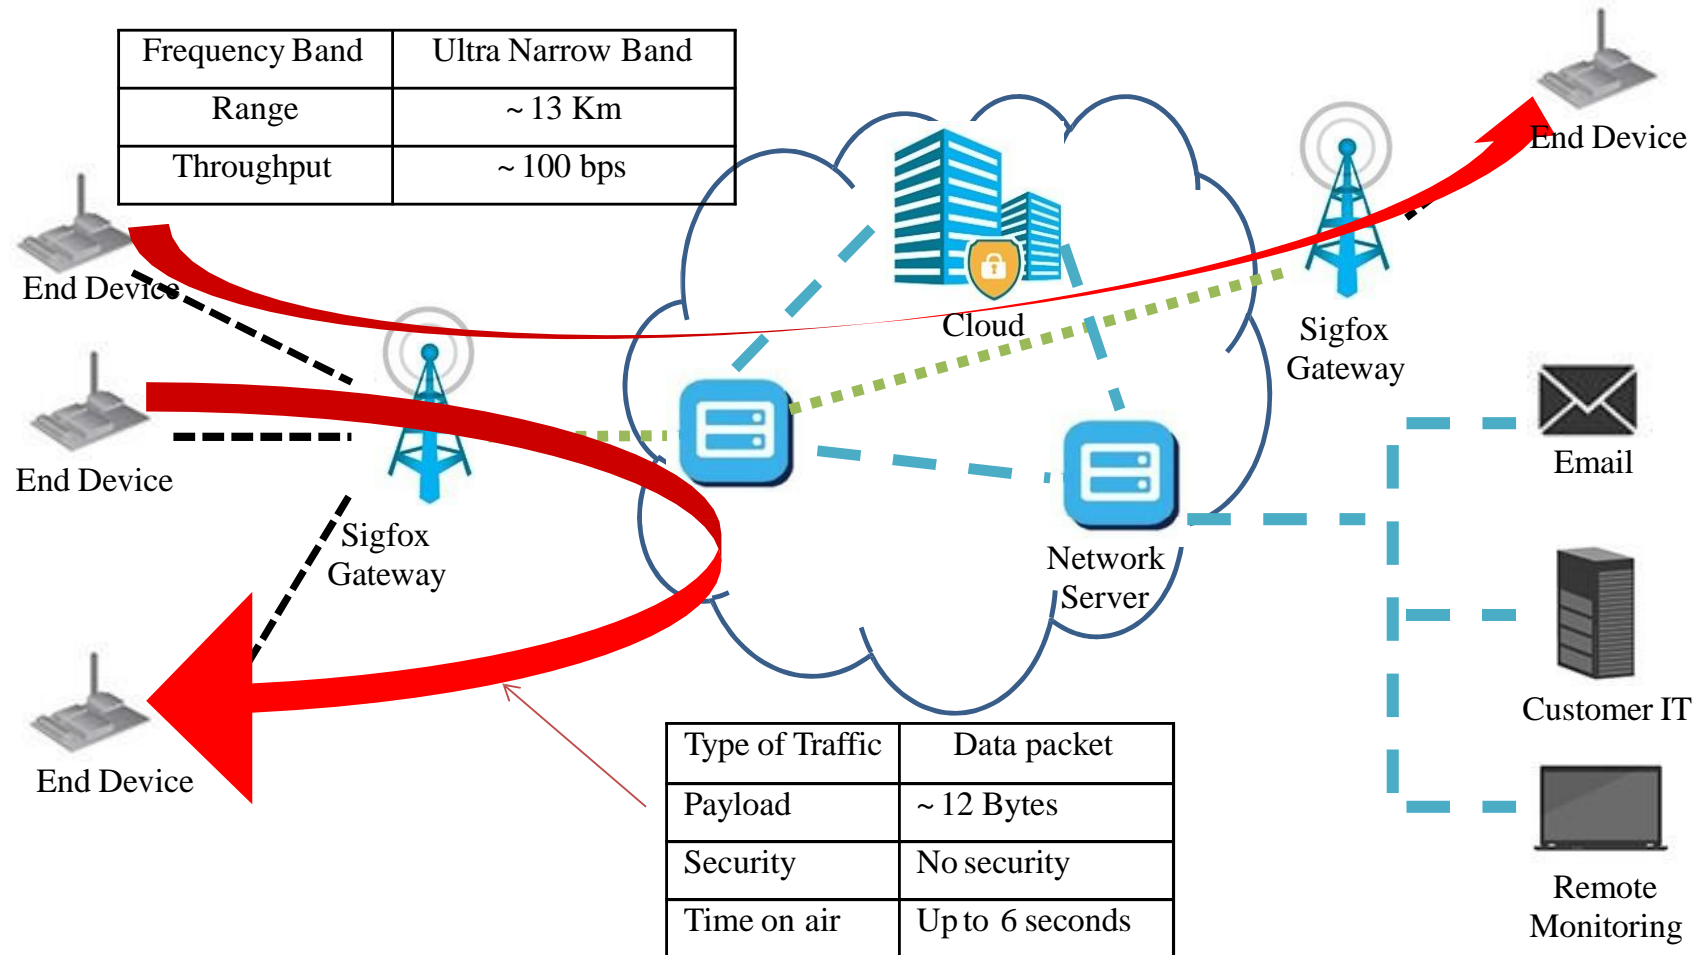 Frequency Band Ultra Narrow Band
Range ~ 13 Km
Throughput ~ 100 bps
End Device
End Device
Cloud
Sigfox
Gateway
End Device
Sigfox
Gateway
Email
Network
Server
Customer IT
End Device
Type of Traffic Data packet
Payload ~ 12 Bytes
Security No security
Time on air Up to 6 seconds
Remote
Monitoring